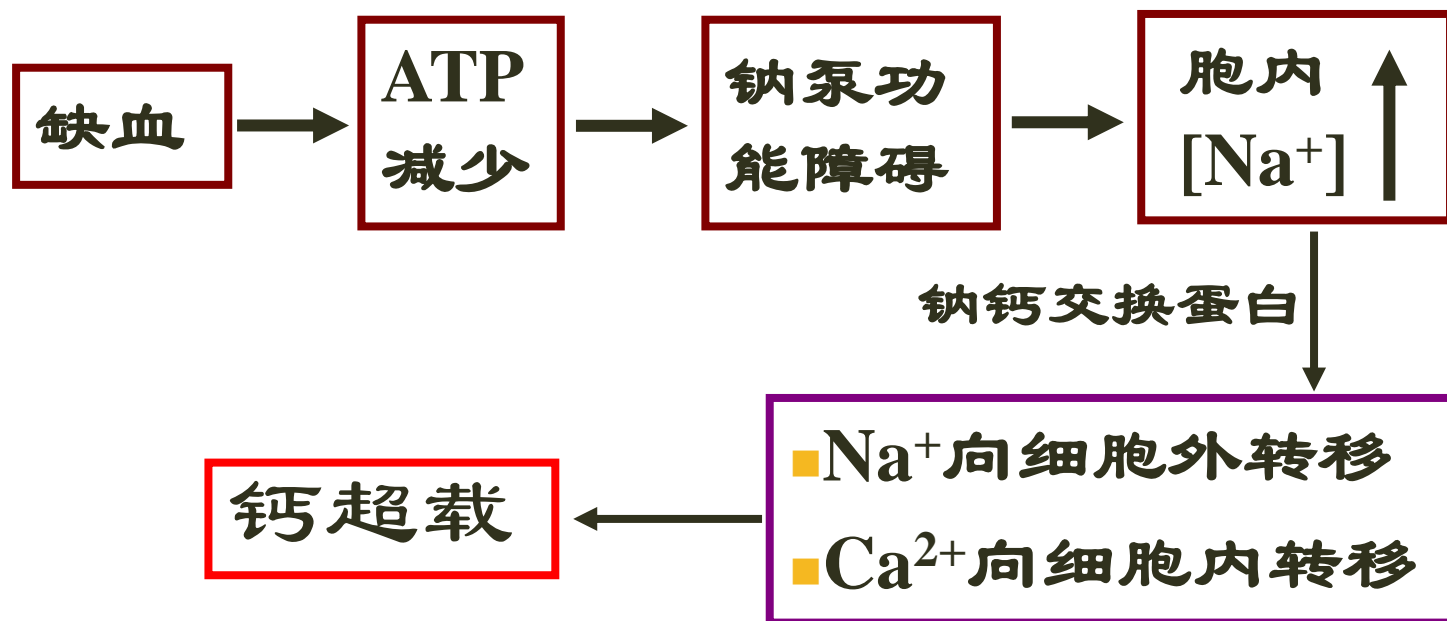 缺血
ATP
减少
钠泵功
能障碍
胞内
[Na⁺]
钠钙交换蛋白
Na⁺向细胞外转移
Ca²⁺向细胞内转移
钙超载